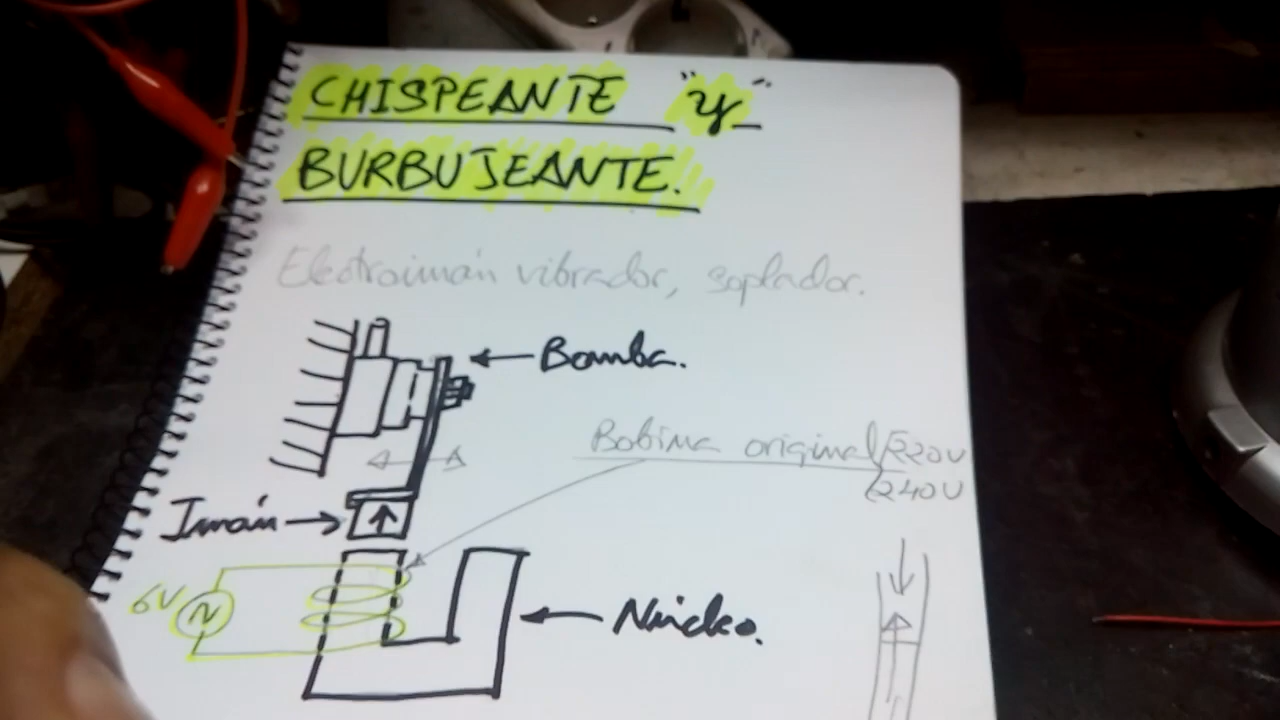 CHISPEANTE "y"
BURBUJEANTE.
Electroimán vibrador, soplador.
Bomba.
Bobina original 220V
240V
Imán
6V
Núcleo.